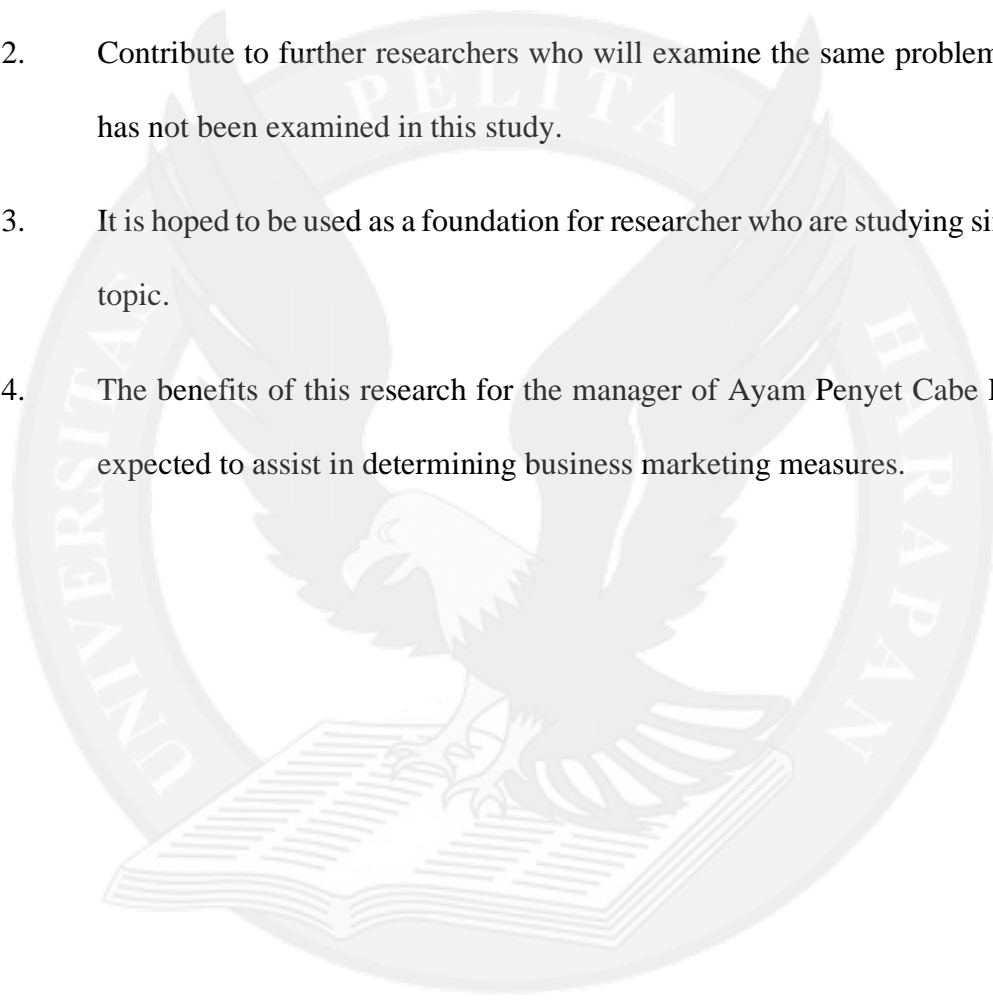 2. Contribute to further researchers who will examine the same problem
has not been examined in this study.
3. It is hoped to be used as a foundation for researcher who are studying
topic.
4. The benefits of this research for the manager of Ayam Penyet Cabe
expected to assist in determining business marketing measures.
UNIVERSITAS PELITA HARAPAN